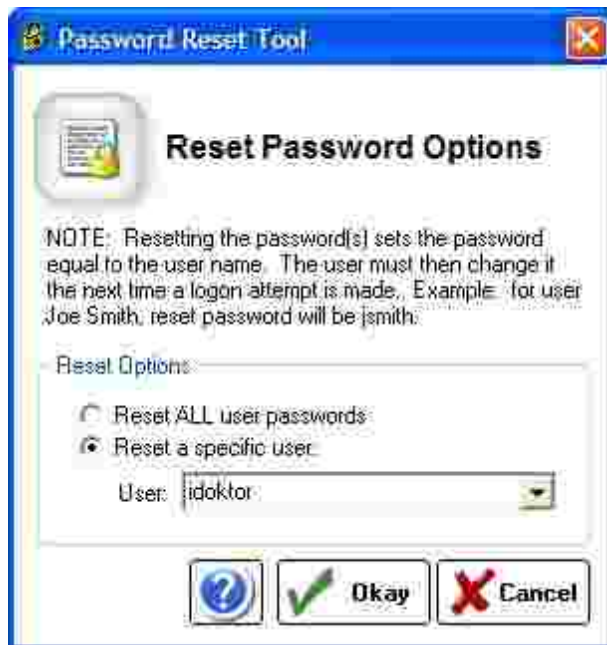 Password Reset Tool
Reset Password Options
NOTE: Resetting the password(s) sets the password
equal to the user name. The user must then change it
the next time a logon attempt is made. Example: for user
Joe Smith, reset password will be jsmith.
Reset Options
Reset ALL user passwords
Reset a specific user.
User: idoktor
Okay
Cancel